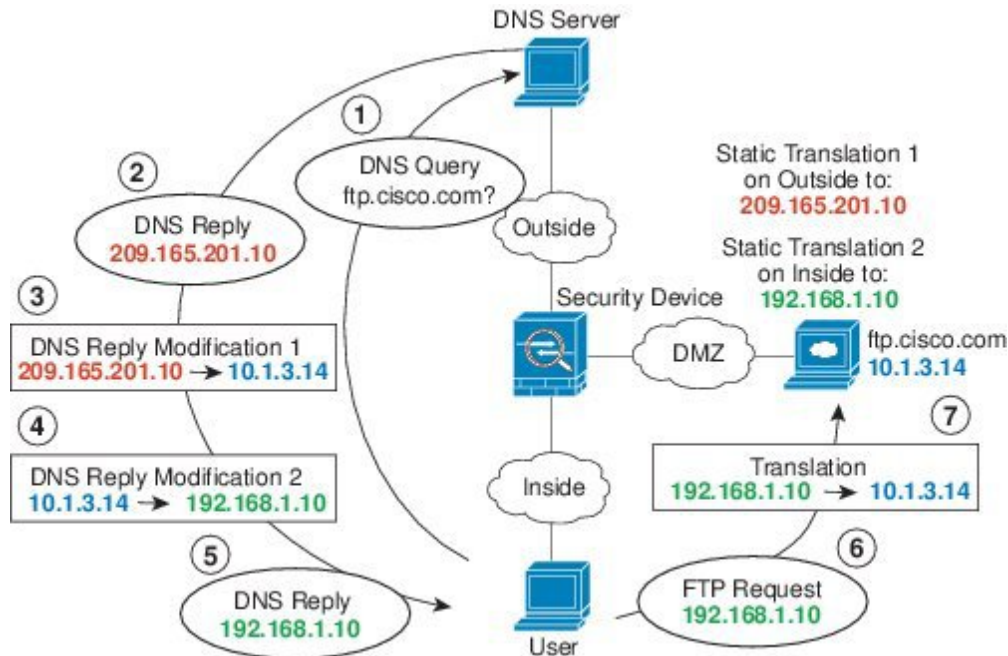 DNS Server
1
DNS Query
ftp.cisco.com?
2
DNS Reply
209.165.201.10
Outside
Static Translation 1
on Outside to:
209.165.201.10
Static Translation 2
on Inside to:
192.168.1.10
3
DNS Reply Modification 1
209.165.201.10 → 10.1.3.14
Security Device
DMZ
ftp.cisco.com
10.1.3.14
4
DNS Reply Modification 2
10.1.3.14 → 192.168.1.10
Inside
7
Translation
192.168.1.10 → 10.1.3.14
5
DNS Reply
192.168.1.10
User
6
FTP Request
192.168.1.10